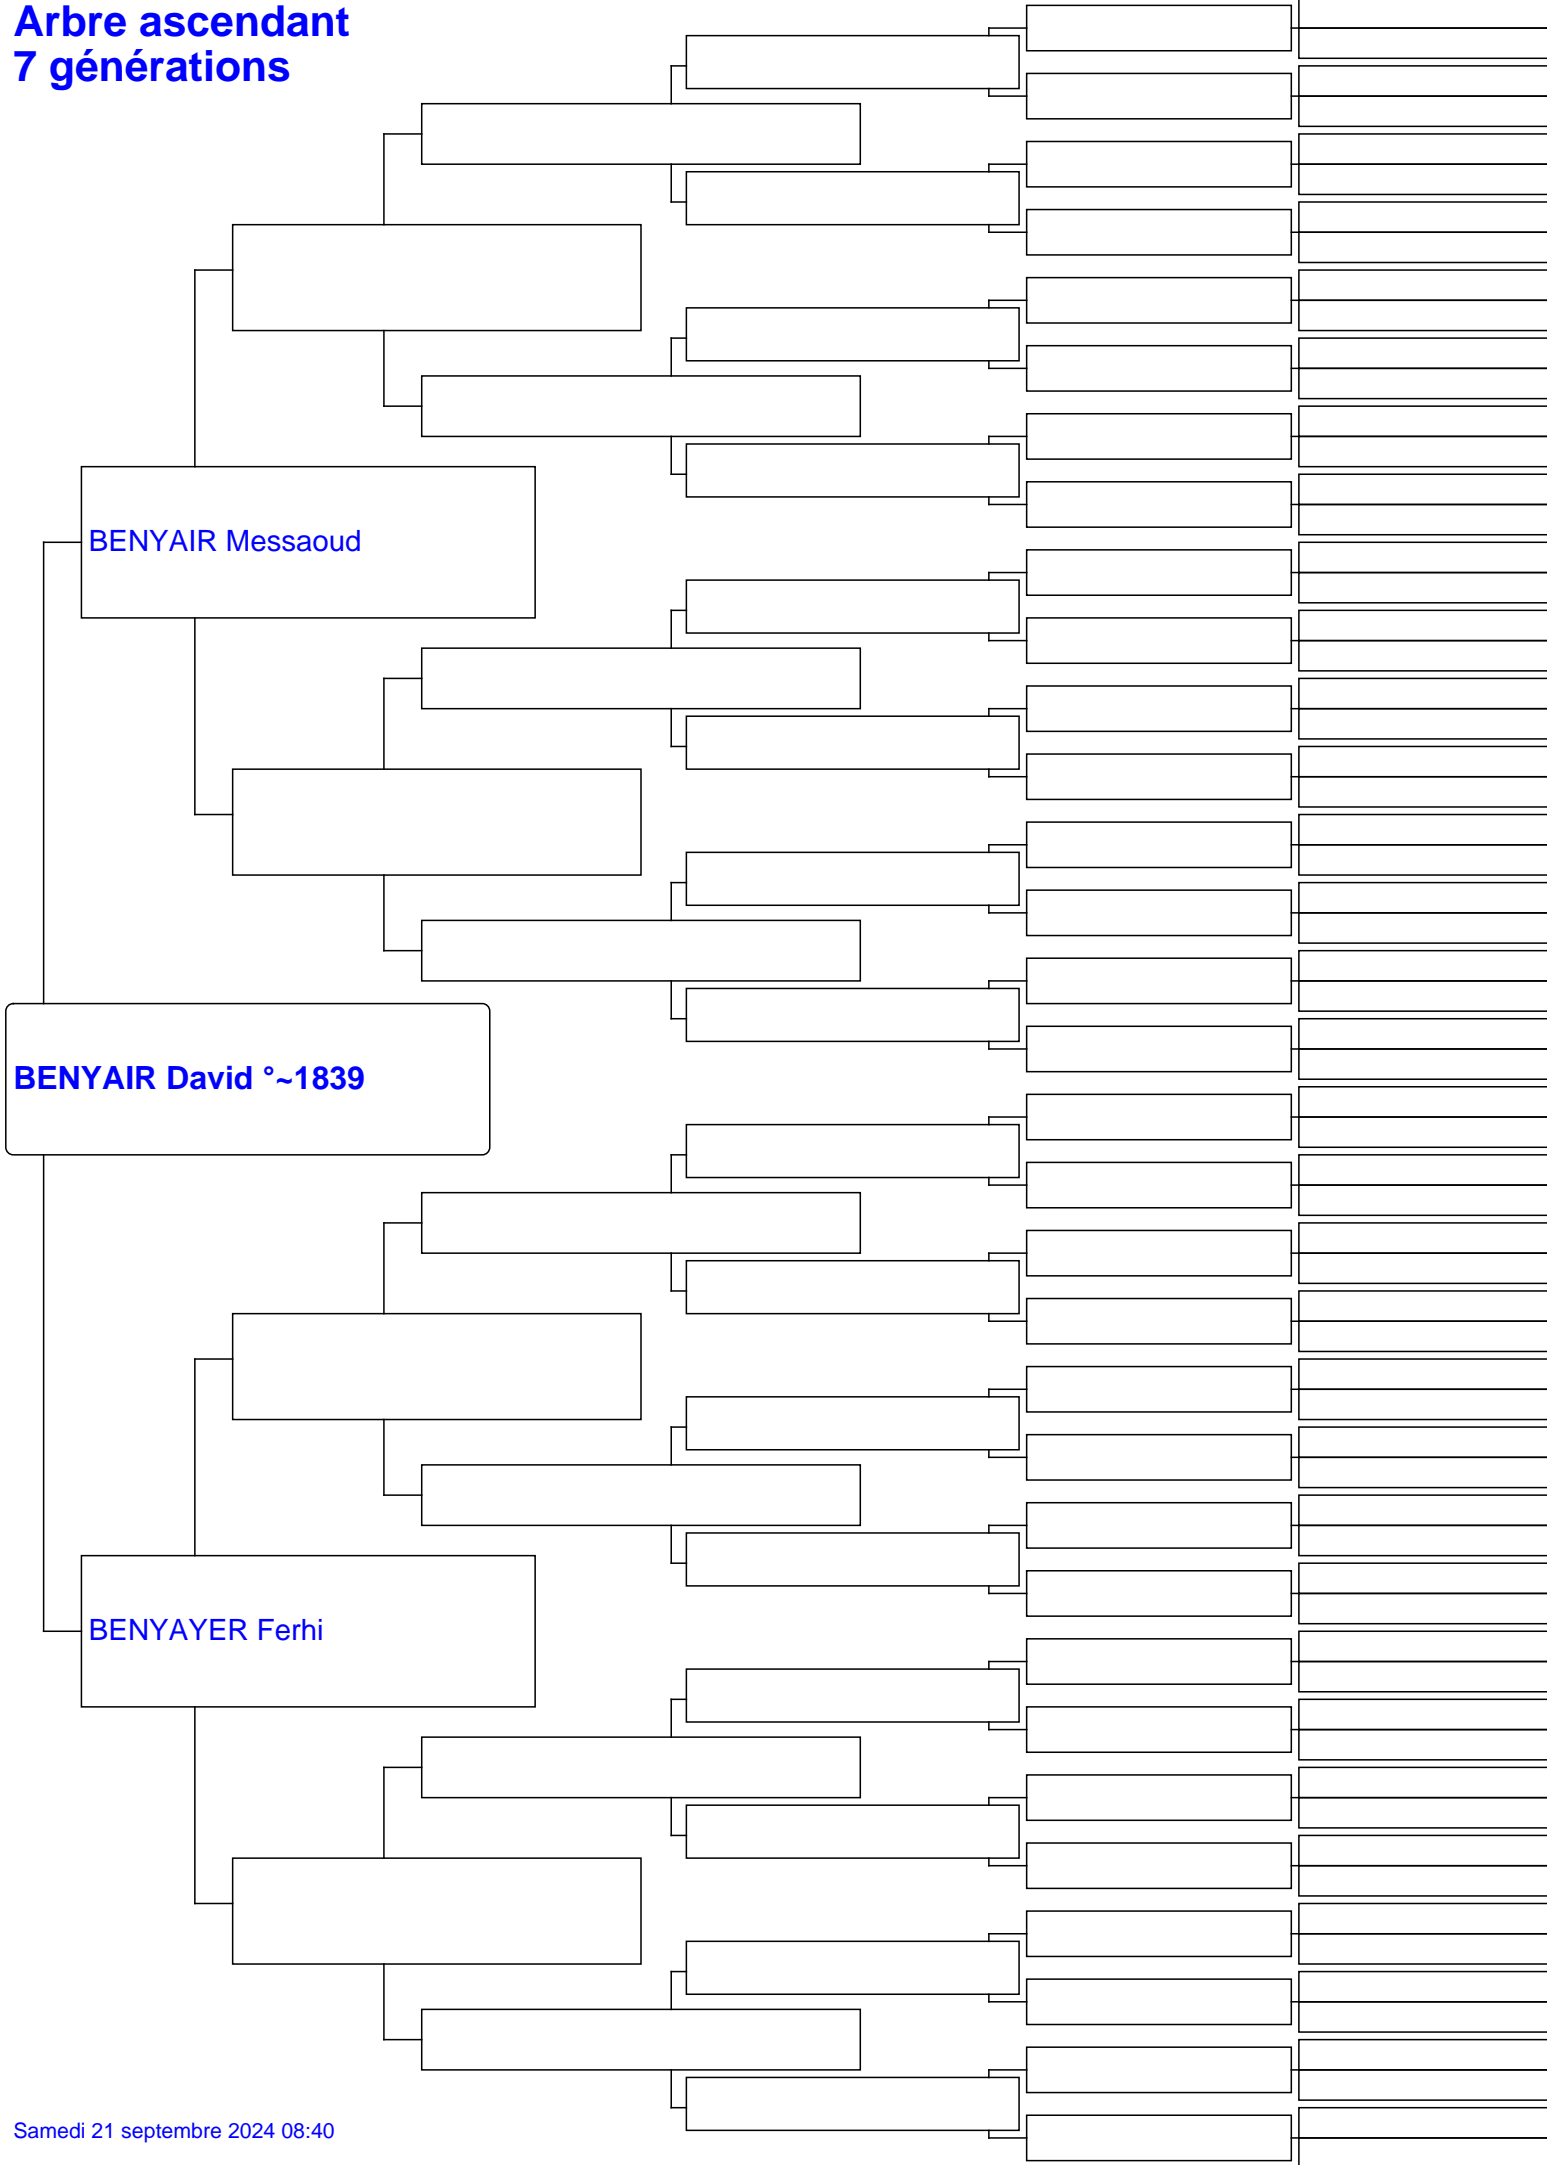 Arbre ascendant
7 générations
BENYAIR Messaoud
BENYAIR David °~1839
BENYAYER Ferhi
Samedi 21 septembre 2024 08:40